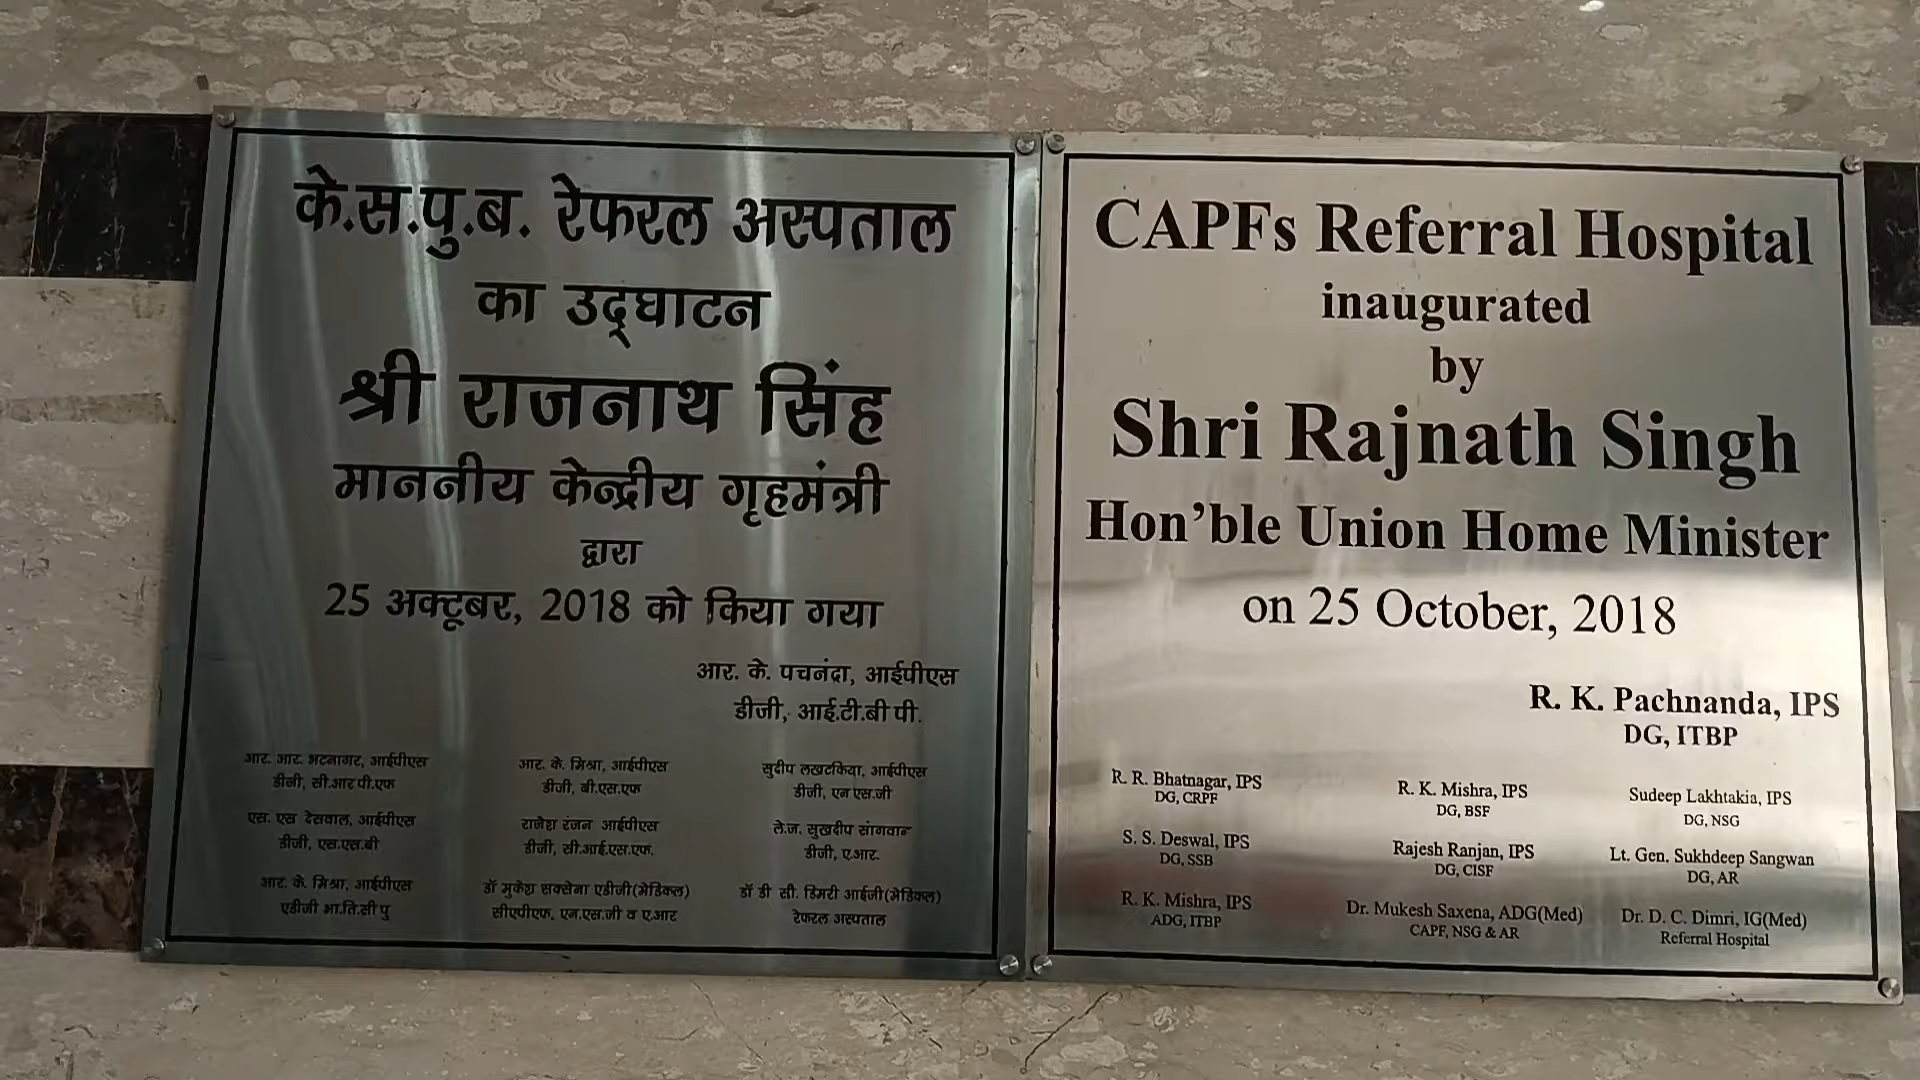 के.स.पु.ब. रेफरल अस्पताल
का उद्‌घाटन
श्री राजनाथ सिंह
माननीय केन्द्रीय गृहमंत्री
द्वारा
25 अक्टूबर, 2018 को किया गया
आर. के. पचनंदा, आईपीएस
डीजी, आई.टी.बी पी.
आर. आर. भटनागर, आईपीएस
डीजी, सी.आर पी.एफ
आर. के. मिश्रा, आईपीएस
डीजी, बी.एस.एफ
सुदीप लखटकिया, आईपीएस
डीजी, एन एस.जी
एस. एस देसवाल, आईपीएस
डीजी, एस.एस.बी
राजेश रंजन आईपीएस
डीजी, सी.आई.एस.एफ.
ले.ज. सुखदीप सांगवान
डीजी, ए.आर.
आर. के. मिश्रा, आईपीएस
एडीजी भा.ति.सी पु
डॉ मुकेश सक्सेना एडीजी(मेडिकल)
सीएपीएफ, एन.एस.जी व ए.आर
डॉ डी सी. डिमरी आईजी(मेडिकल)
रेफरल अस्पताल
CAPFs Referral Hospital
inaugurated
by
Shri Rajnath Singh
Hon’ble Union Home Minister
on 25 October, 2018
R. K. Pachnanda, IPS
DG, ITBP
R. R. Bhatnagar, IPS
DG, CRPF
R. K. Mishra, IPS
DG, BSF
Sudeep Lakhtakia, IPS
DG, NSG
S. S. Deswal, IPS
DG, SSB
Rajesh Ranjan, IPS
DG, CISF
Lt. Gen. Sukhdeep Sangwan
DG, AR
R. K. Mishra, IPS
ADG, ITBP
Dr. Mukesh Saxena, ADG(Med)
CAPF, NSG & AR
Dr. D. C. Dimri, IG(Med)
Referral Hospital